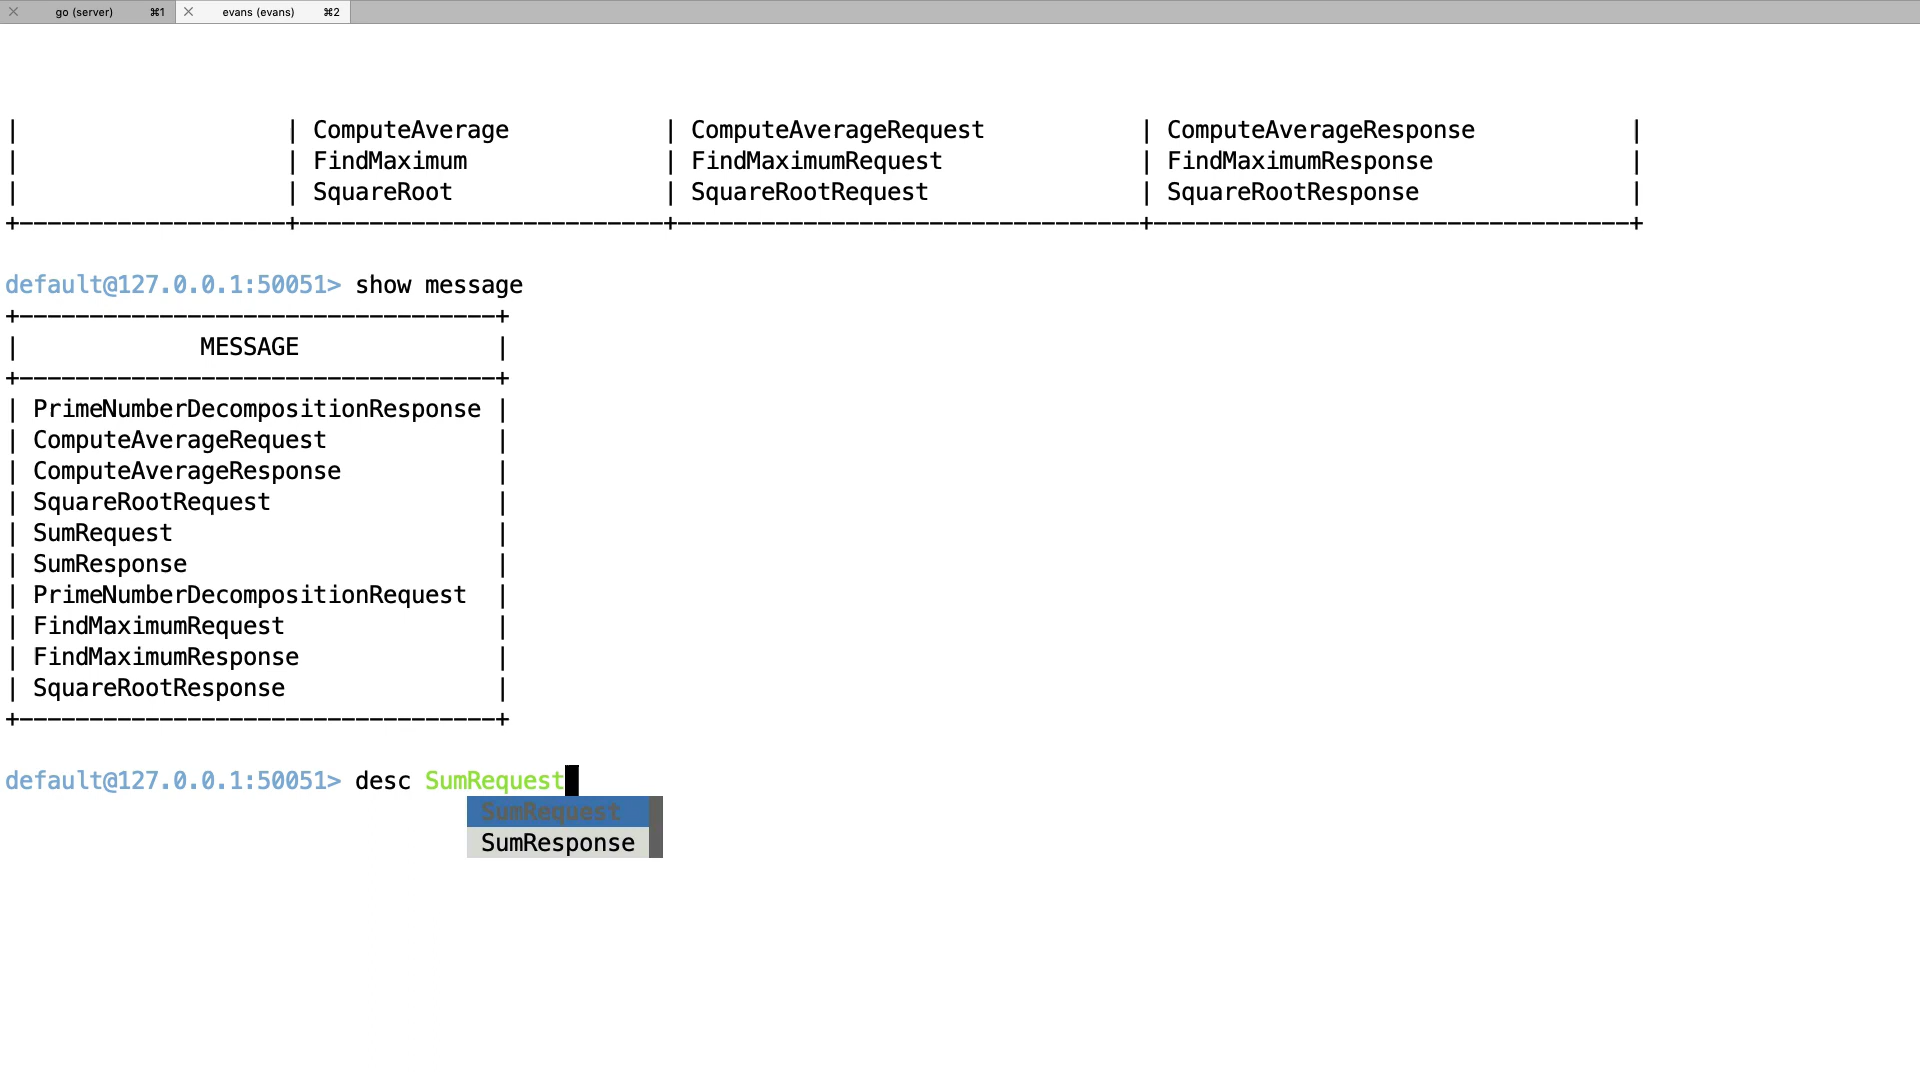 go (server) ⌘1 evans (evans) ⌘2
| | ComputeAverage | ComputeAverageRequest | ComputeAverageResponse |
| | FindMaximum | FindMaximumRequest | FindMaximumResponse |
| | SquareRoot | SquareRootRequest | SquareRootResponse |
default@127.0.0.1:50051> show message
| MESSAGE |
| PrimeNumberDecompositionResponse |
| ComputeAverageRequest |
| ComputeAverageResponse |
| SquareRootRequest |
| SumRequest |
| SumResponse |
| PrimeNumberDecompositionRequest |
| FindMaximumRequest |
| FindMaximumResponse |
| SquareRootResponse |
default@127.0.0.1:50051> desc SumRequest
SumRequest
SumResponse